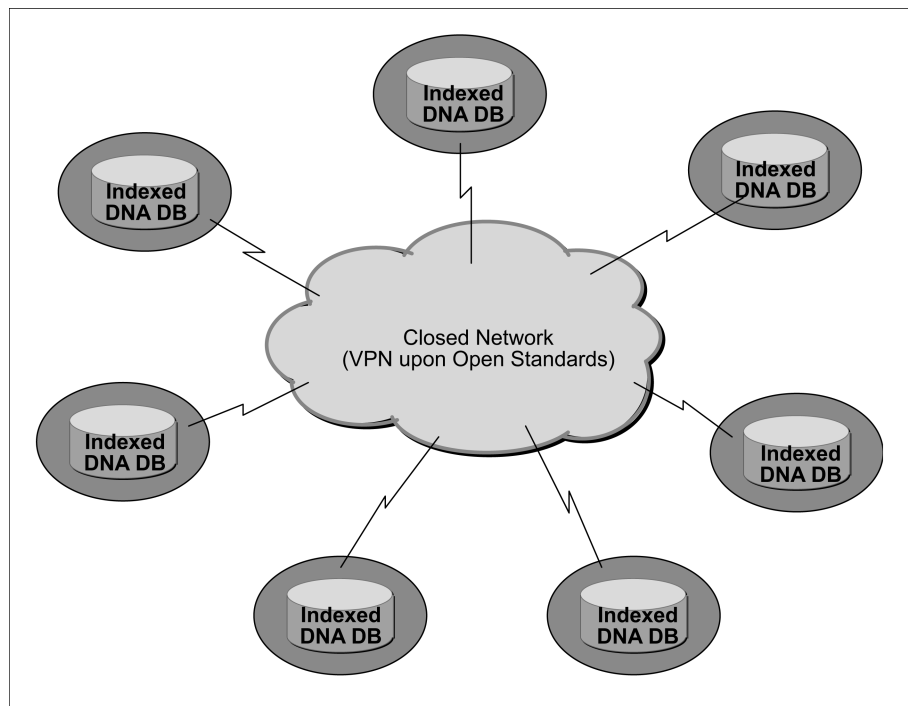 Indexed
DNA DB
Indexed
DNA DB
Indexed
DNA DB
Closed Network
(VPN upon Open Standards)
Indexed
DNA DB
Indexed
DNA DB
Indexed
DNA DB
Indexed
DNA DB